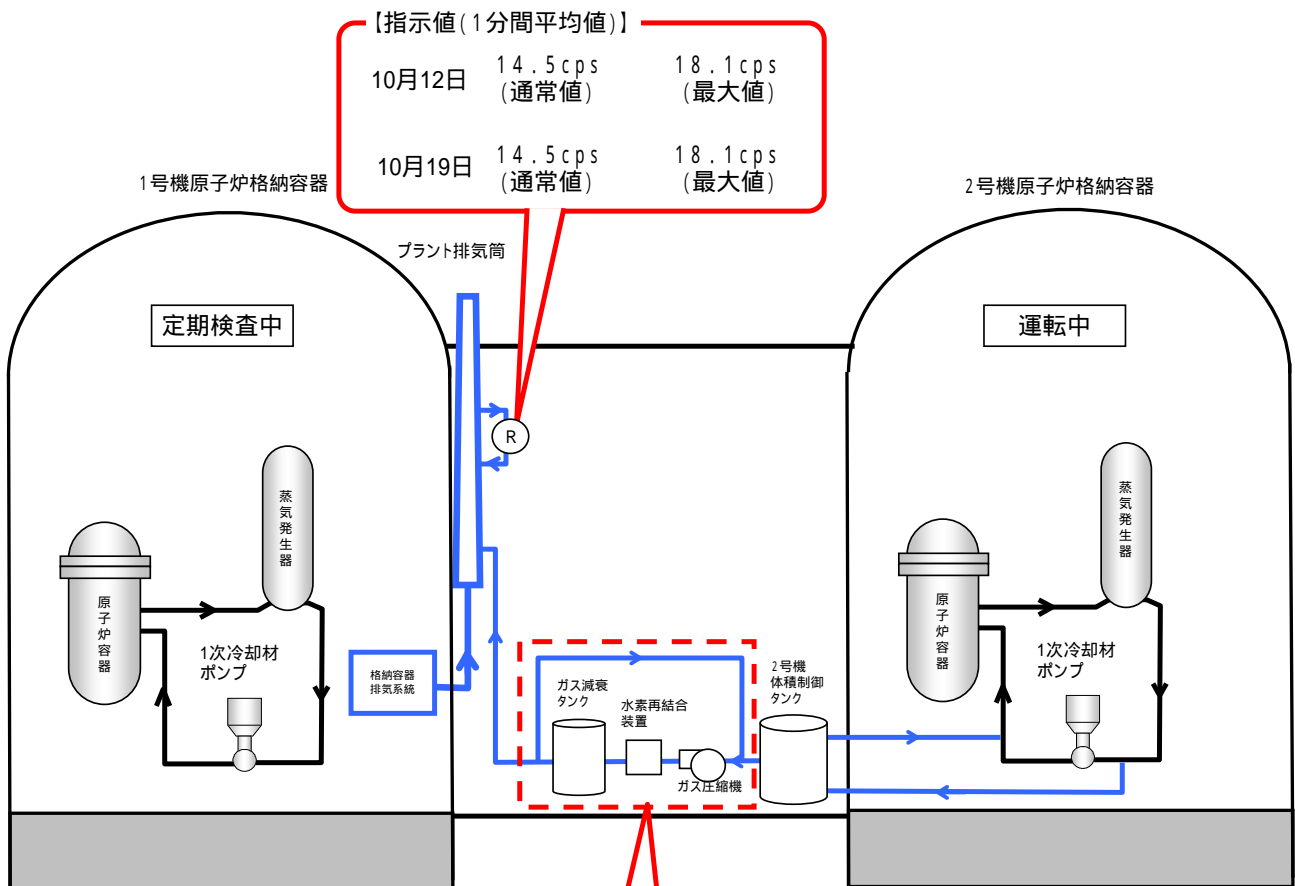 【指示値(1分間平均値)】
10月12日 14.5cps 18.1cps
(通常値) (最大値)
10月19日 14.5cps 18.1cps
(通常値) (最大値)
1号機原子炉格納容器
2号機原子炉格納容器
プラント排気筒
定期検査中
運転中
R
蒸気発生器
原子炉容器
1次冷却材
ポンプ
格納容器
排気系統
ガス減衰
タンク
水素再結合
装置
ガス圧縮機
2号機
体積制御
タンク
蒸気発生器
原子炉容器
1次冷却材
ポンプ